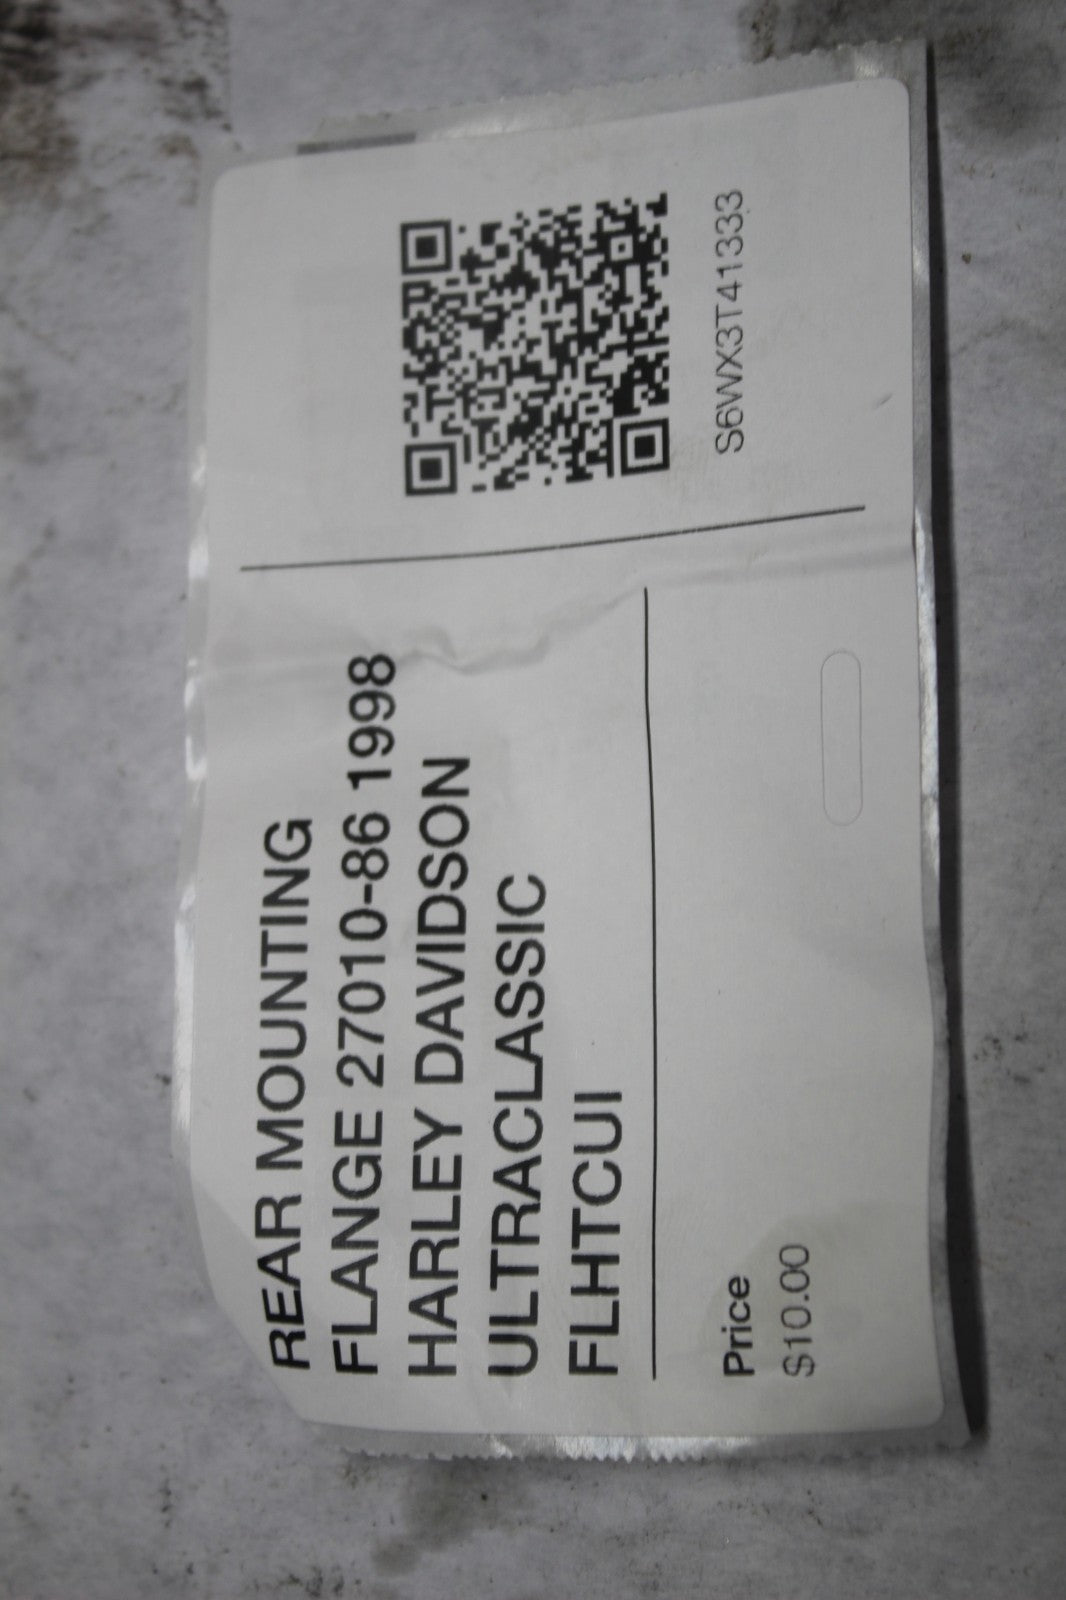 REAR MOUNTING
FLANGE 27010-86 1998
HARLEY DAVIDSON
ULTRACLASSIC
FLHTCUI
Price
$10.00
S6WX3T41333